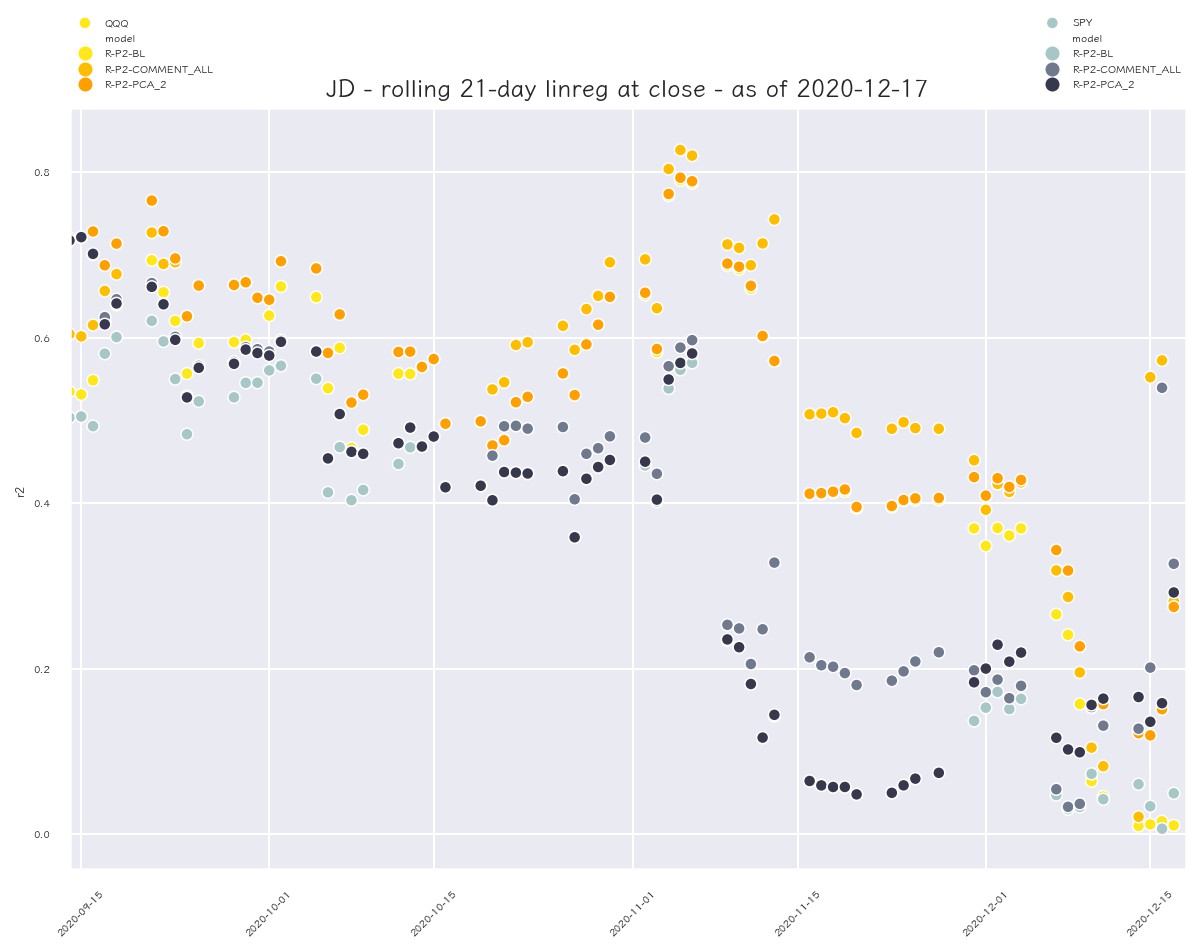 QQQ
model
R-P2-BL
R-P2-COMMENT_ALL
R-P2-PCA_2
SPY
model
R-P2-BL
R-P2-COMMENT_ALL
R-P2-PCA_2
JD - rolling 21-day linreg at close - as of 2020-12-17
r2
0.8
0.6
0.4
0.2
0.0
2020-09-15
2020-10-01
2020-10-15
2020-11-01
2020-11-15
2020-12-01
2020-12-15